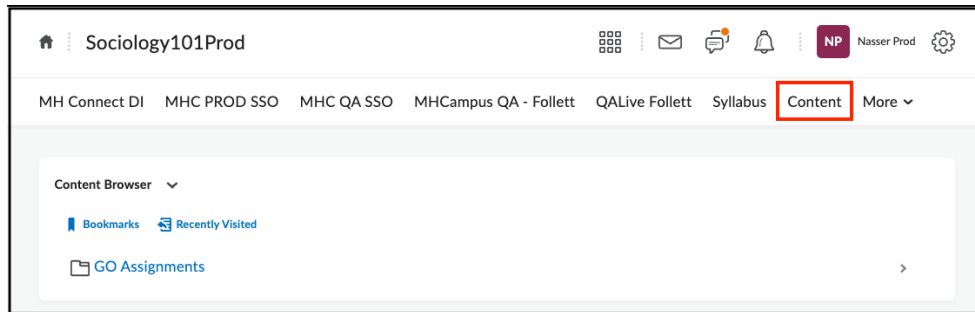 Sociology101Prod
NP Nasser Prod
MH Connect DI MHC PROD SSO MHC QA SSO MHCampus QA - Follett QALive Follett Syllabus Content More
Content Browser
Bookmarks Recently Visited
GO Assignments